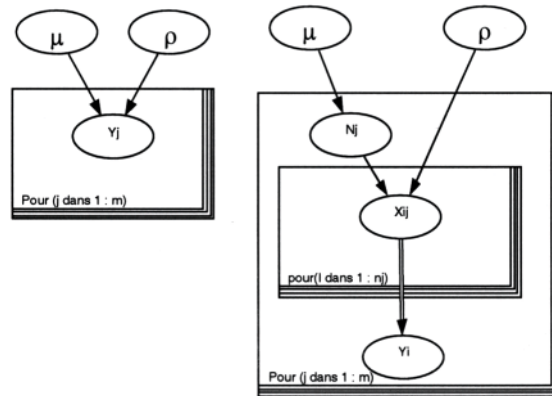 μ
ρ
Yj
Pour (j dans 1 : m)
μ
ρ
Nj
Xij
pour(I dans 1 : nj)
Yi
Pour (j dans 1 : m)